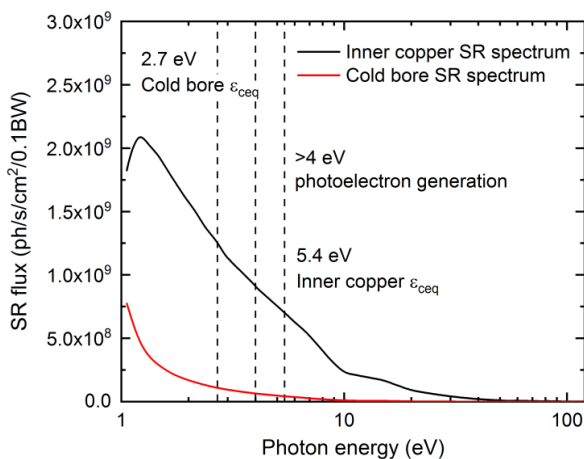 3.0x10⁹
2.5x10⁹
2.0x10⁹
1.5x10⁹
1.0x10⁹
5.0x10⁸
0.0
SR flux (ph/s/cm²/0.1BW)
2.7 eV
Cold bore ε_ceq
Inner copper SR spectrum
Cold bore SR spectrum
>4 eV
photoelectron generation
5.4 eV
Inner copper ε_ceq
1 10 100
Photon energy (eV)